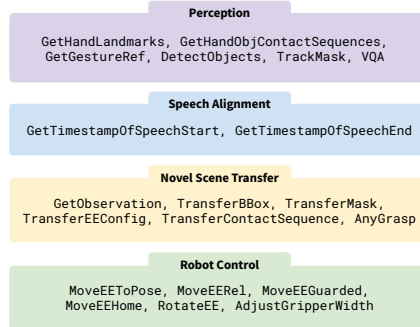 Perception
GetHandLandmarks, GetHandObjContactSequences,
GetGestureRef, DetectObjects, TrackMask, VQA
Speech Alignment
GetTimestampOfSpeechStart, GetTimestampOfSpeechEnd
Novel Scene Transfer
GetObservation, TransferBBox, TransferMask,
TransferEEConfig, TransferContactSequence, AnyGrasp
Robot Control
MoveEEToPose, MoveEERel, MoveEEGuarded,
MoveEEHome, RotateEE, AdjustGripperWidth